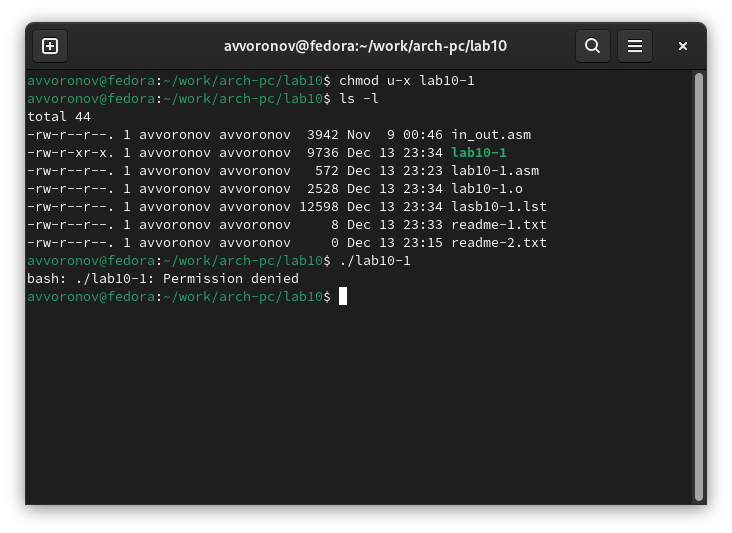 avvoronov@fedora:~/work/arch-pc/lab10
avvoronov@fedora:~/work/arch-pc/lab10$ chmod u-x lab10-1
avvoronov@fedora:~/work/arch-pc/lab10$ ls -l
total 44
-rw-r--r--. 1 avvoronov avvoronov  3942 Nov  9 00:46 in_out.asm
-rw-r-xr-x. 1 avvoronov avvoronov  9736 Dec 13 23:34 lab10-1
-rw-r--r--. 1 avvoronov avvoronov   572 Dec 13 23:23 lab10-1.asm
-rw-r--r--. 1 avvoronov avvoronov  2528 Dec 13 23:34 lab10-1.o
-rw-r--r--. 1 avvoronov avvoronov 12598 Dec 13 23:34 lasb10-1.lst
-rw-r--r--. 1 avvoronov avvoronov     8 Dec 13 23:33 readme-1.txt
-rw-r--r--. 1 avvoronov avvoronov     0 Dec 13 23:15 readme-2.txt
avvoronov@fedora:~/work/arch-pc/lab10$ ./lab10-1
bash: ./lab10-1: Permission denied
avvoronov@fedora:~/work/arch-pc/lab10$